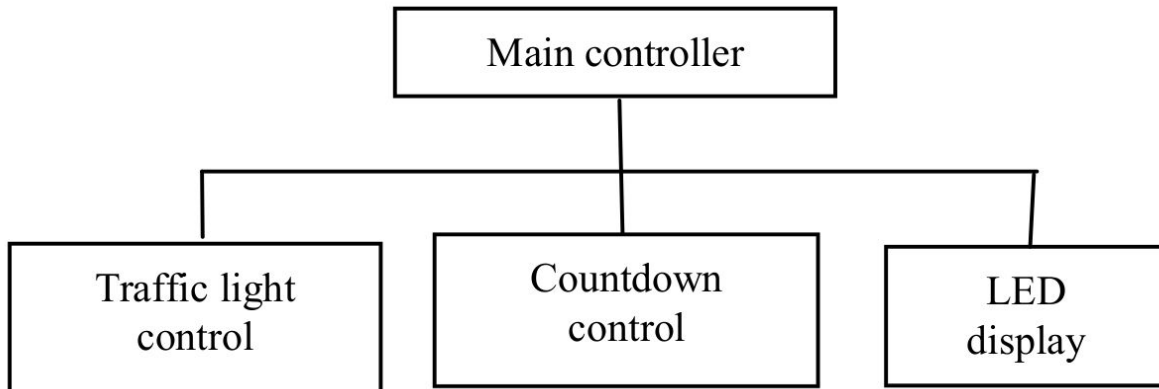 Main controller
Traffic light
control
Countdown
control
LED
display